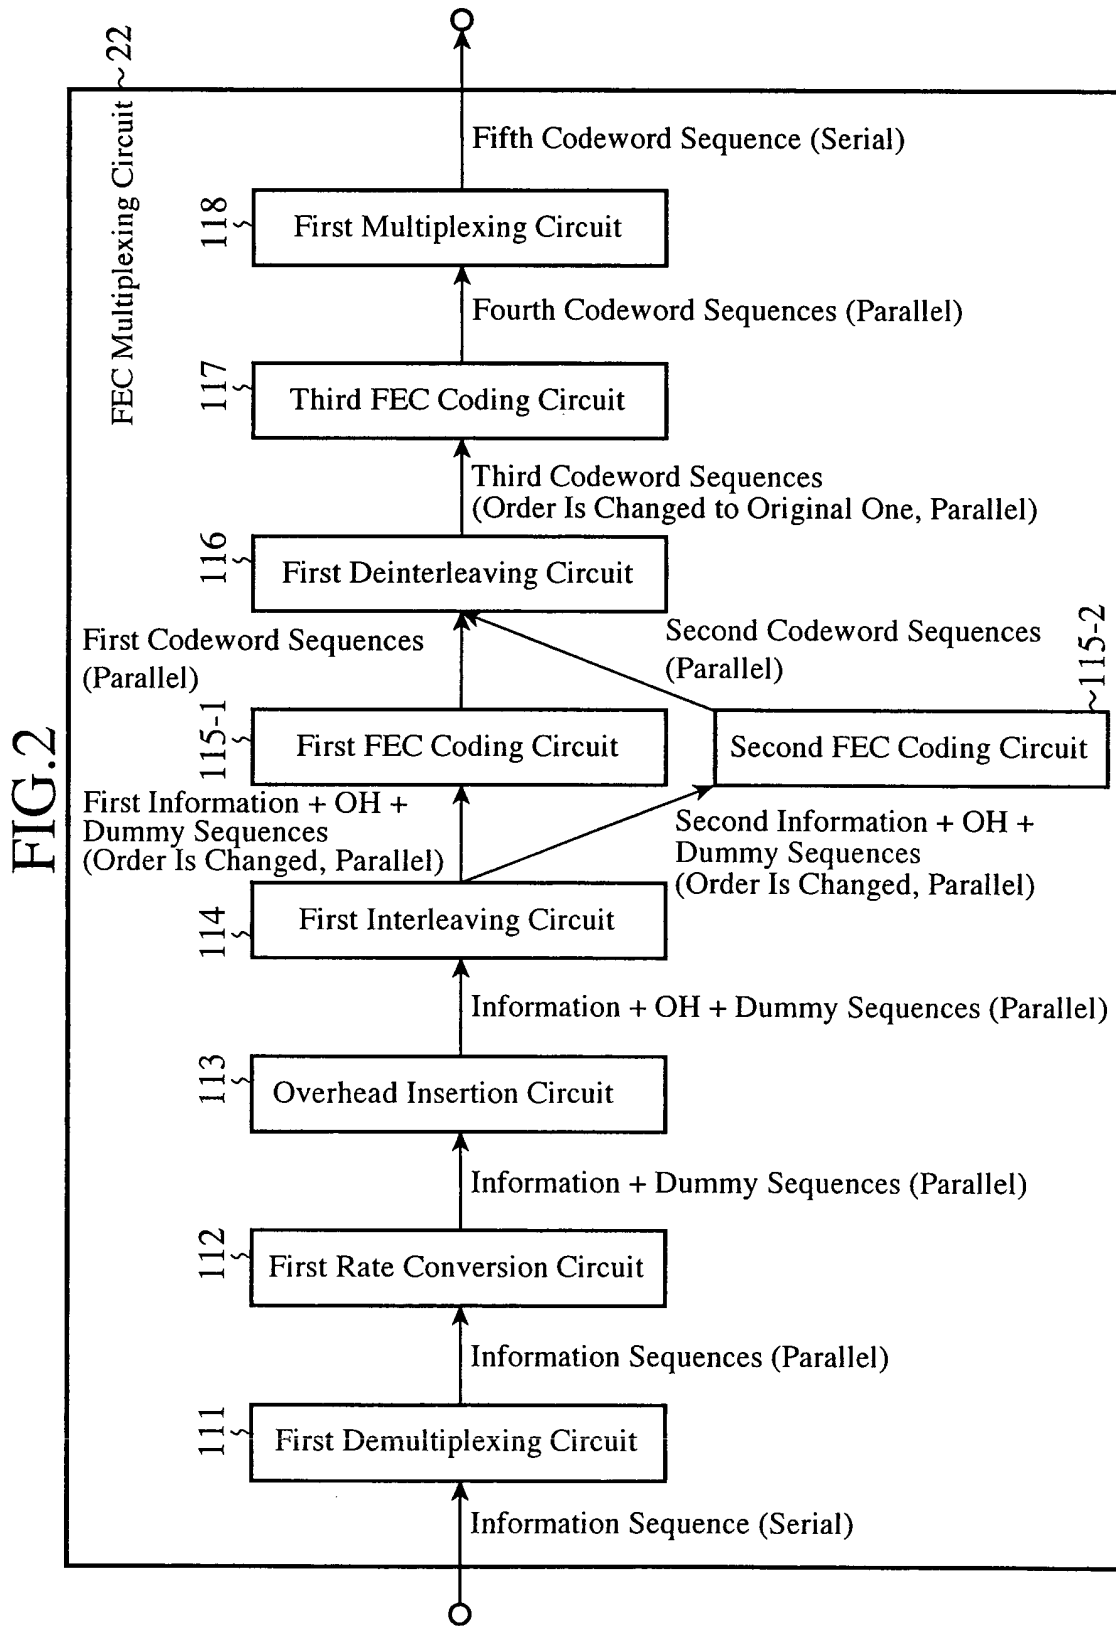 FIG.2
FEC Multiplexing Circuit ~22
Fifth Codeword Sequence (Serial)
118
First Multiplexing Circuit
Fourth Codeword Sequences (Parallel)
117
Third FEC Coding Circuit
Third Codeword Sequences
(Order Is Changed to Original One, Parallel)
116
First Deinterleaving Circuit
First Codeword Sequences
(Parallel)
Second Codeword Sequences
(Parallel)
115-1
First FEC Coding Circuit
115-2
Second FEC Coding Circuit
First Information + OH +
Dummy Sequences
(Order Is Changed, Parallel)
Second Information + OH +
Dummy Sequences
(Order Is Changed, Parallel)
114
First Interleaving Circuit
Information + OH + Dummy Sequences (Parallel)
113
Overhead Insertion Circuit
Information + Dummy Sequences (Parallel)
112
First Rate Conversion Circuit
Information Sequences (Parallel)
111
First Demultiplexing Circuit
Information Sequence (Serial)